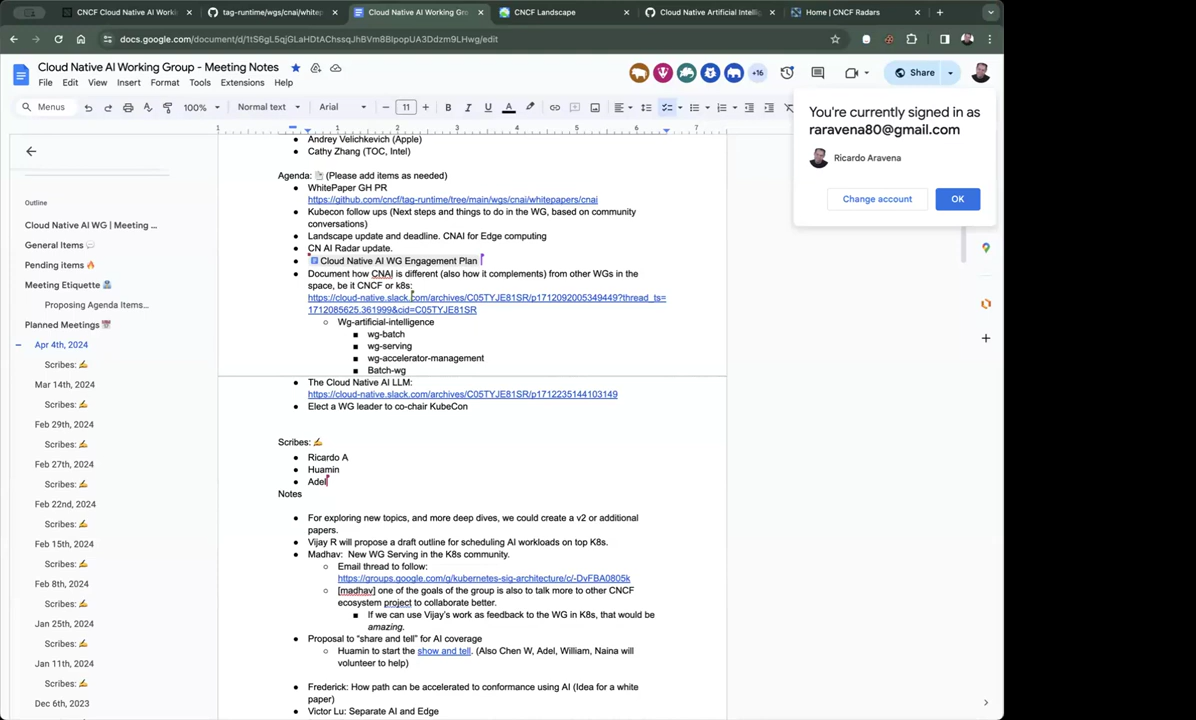 CNCF Cloud Native AI Worki
tag-runtime/wgs/cnai/whitep
Cloud Native AI Working Gro
CNCF Landscape
Cloud Native Artificial Intelli
Home | CNCF Radars
docs.google.com/document/d/1tS6gL5qjGLaHDtAChssqJhBVm8BlpopUA3Ddzm9LHwg/edit
Cloud Native AI Working Group - Meeting Notes
File Edit View Insert Format Tools Extensions Help
+16
Share
Menus
100%
Normal text
Arial
11
B I U A
1 1 2 3 4 5 6 7
You're currently signed in as
raravena80@gmail.com
Ricardo Aravena
Change account
OK
Outline
Cloud Native AI WG | Meeting ...
General Items
Pending items
Meeting Etiquette
Proposing Agenda Items...
Planned Meetings
Apr 4th, 2024
Scribes:
Mar 14th, 2024
Scribes:
Feb 29th, 2024
Scribes:
Feb 27th, 2024
Scribes:
Feb 22nd, 2024
Scribes:
Feb 15th, 2024
Scribes:
Feb 8th, 2024
Scribes:
Jan 25th, 2024
Scribes:
Jan 11th, 2024
Scribes:
Dec 6th, 2023
Andrey Velichkevich (Apple)
Cathy Zhang (TOC, Intel)
Agenda: (Please add items as needed)
WhitePaper GH PR
https://github.com/cncf/tag-runtime/tree/main/wgs/cnai/whitepapers/cnai
Kubecon follow ups (Next steps and things to do in the WG, based on community
conversations)
Landscape update and deadline. CNAI for Edge computing
CN AI Radar update.
Cloud Native AI WG Engagement Plan
Document how CNAI is different (also how it complements) from other WGs in the
space, be it CNCF or k8s:
https://cloud-native.slack.com/archives/C05TYJE81SR/p1712092005349449?thread_ts=
1712085625.361999&cid=C05TYJE81SR
Wg-artificial-intelligence
wg-batch
wg-serving
wg-accelerator-management
Batch-wg
The Cloud Native AI LLM:
https://cloud-native.slack.com/archives/C05TYJE81SR/p1712235144103149
Elect a WG leader to co-chair KubeCon
Scribes:
Ricardo A
Huamin
Adel
Notes
For exploring new topics, and more deep dives, we could create a v2 or additional
papers.
Vijay R will propose a draft outline for scheduling AI workloads on top K8s.
Madhav: New WG Serving in the K8s community.
Email thread to follow:
https://groups.google.com/g/kubernetes-sig-architecture/c/-DvFBA0805k
[madhav] one of the goals of the group is also to talk more to other CNCF
ecosystem project to collaborate better.
If we can use Vijay's work as feedback to the WG in K8s, that would be
amazing.
Proposal to “share and tell” for AI coverage
Huamin to start the show and tell. (Also Chen W, Adel, William, Naina will
volunteer to help)
Frederick: How path can be accelerated to conformance using AI (Idea for a white
paper)
Victor Lu: Separate AI and Edge